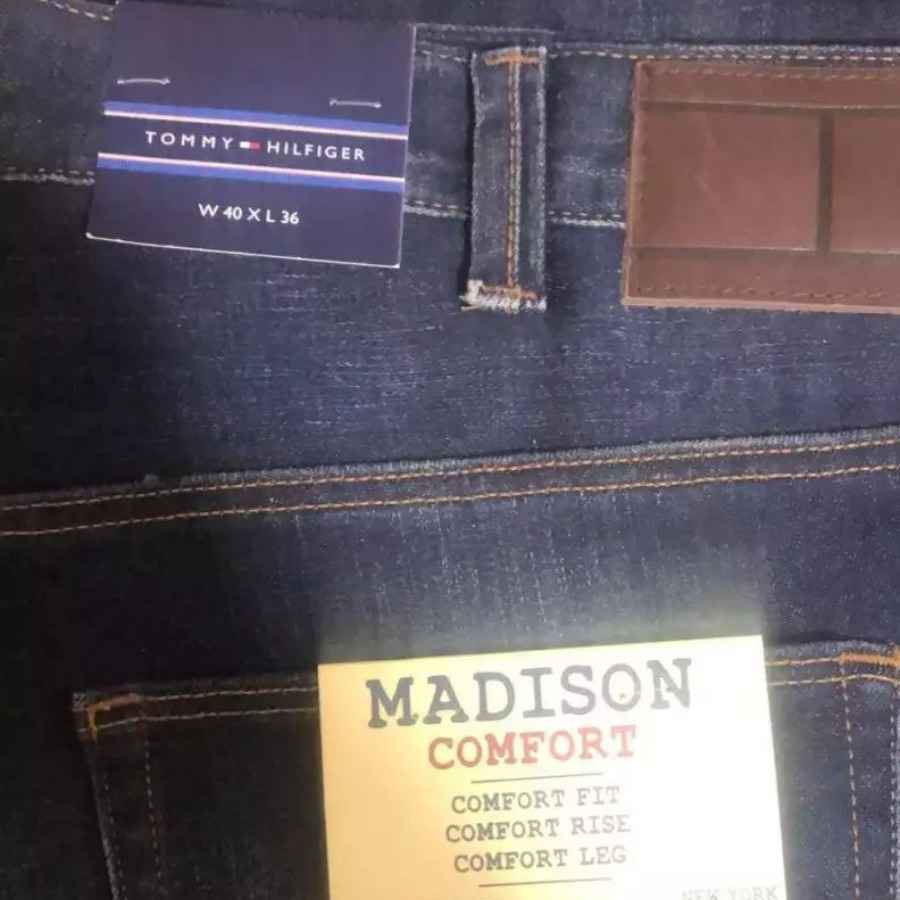 TOMMY HILFIGER
W 40 X L 36
MADISON
COMFORT
COMFORT FIT
COMFORT RISE
COMFORT LEG
NEW YORK